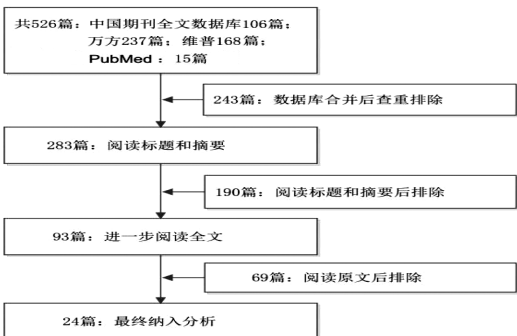 共526篇：中国期刊全文数据库106篇；
万方237篇；维普168篇；
PubMed：15篇
243篇：数据库合并后查重排除
283篇：阅读标题和摘要
190篇：阅读标题和摘要后排除
93篇：进一步阅读全文
69篇：阅读原文后排除
24篇：最终纳入分析